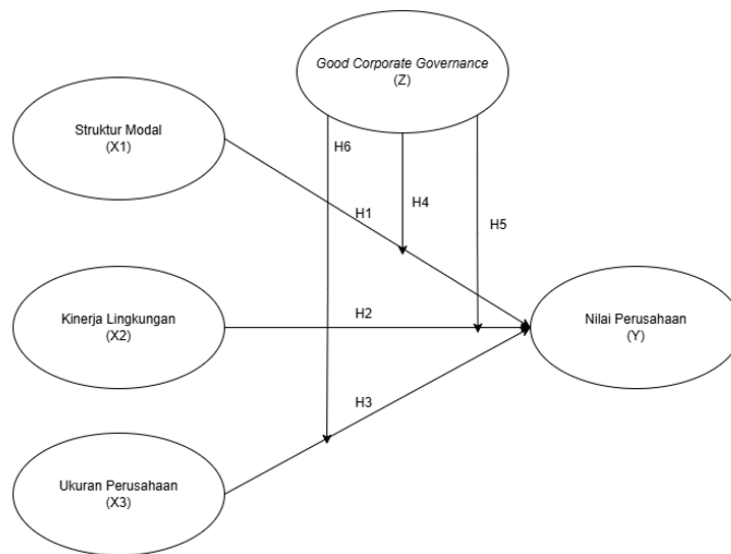 Good Corporate Governance
(Z)
Struktur Modal
(X1)
H6
H1
H4
H5
Kinerja Lingkungan
(X2)
H2
Nilai Perusahaan
(Y)
H3
Ukuran Perusahaan
(X3)